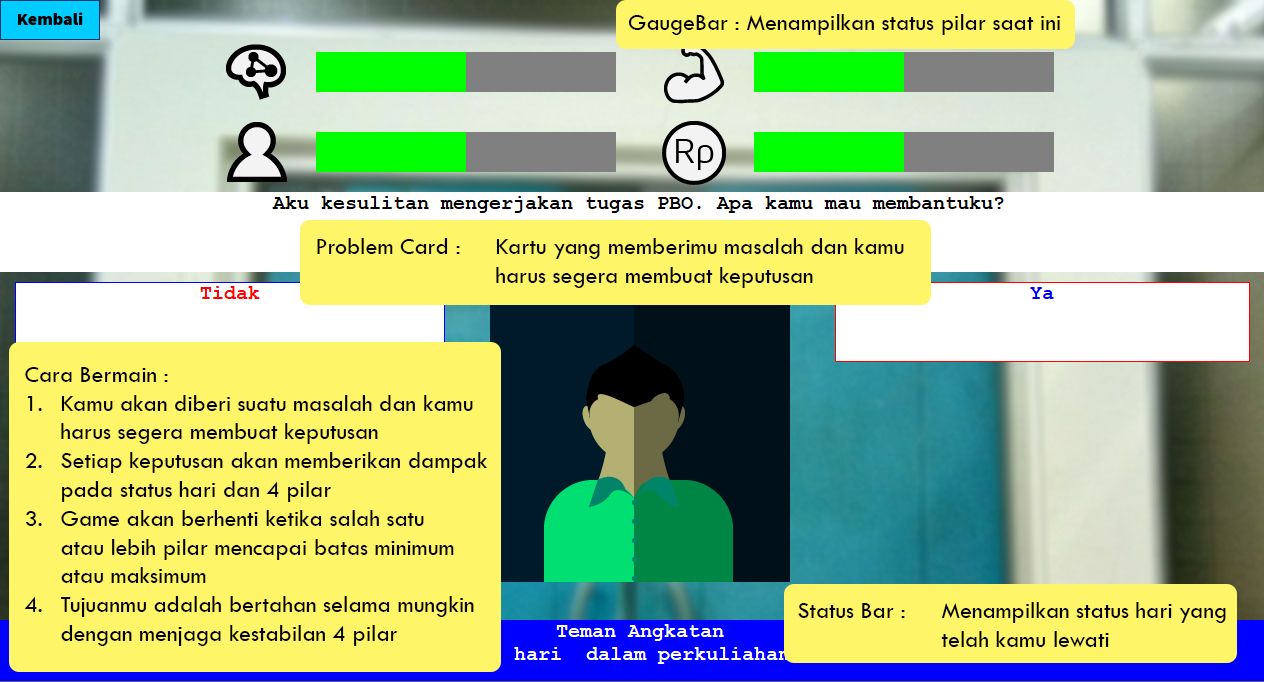 Kembali
GaugeBar : Menampilkan status pilar saat ini
Rp
Aku kesulitan mengerjakan tugas PBO. Apa kamu mau membantuku?
Problem Card : Kartu yang memberimu masalah dan kamu
harus segera membuat keputusan
Tidak
Ya
Cara Bermain :
1. Kamu akan diberi suatu masalah dan kamu
harus segera membuat keputusan
2. Setiap keputusan akan memberikan dampak
pada status hari dan 4 pilar
3. Game akan berhenti ketika salah satu
atau lebih pilar mencapai batas minimum
atau maksimum
4. Tujuanmu adalah bertahan selama mungkin
dengan menjaga kestabilan 4 pilar
Teman Angkatan
hari dalam perkuliahan
Status Bar : Menampilkan status hari yang
telah kamu lewati